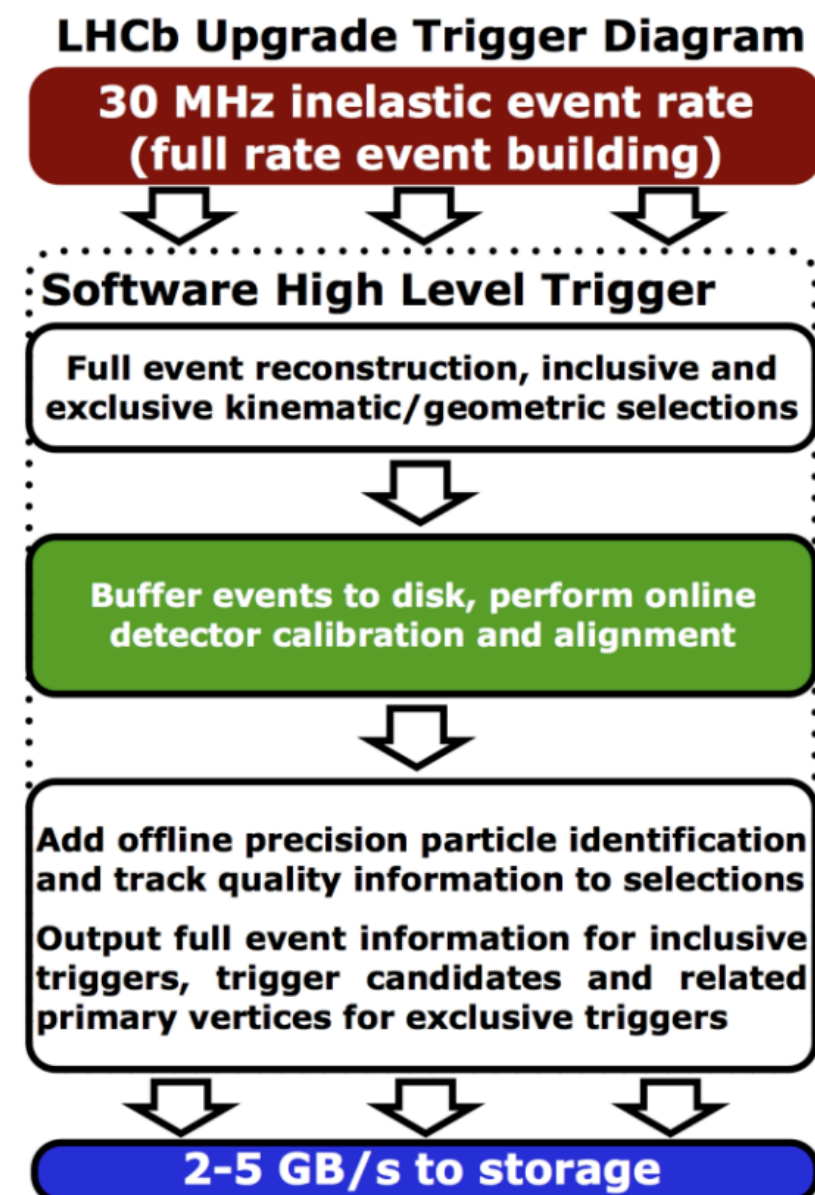 LHCb Upgrade Trigger Diagram
30 MHz inelastic event rate
(full rate event building)
Software High Level Trigger
Full event reconstruction, inclusive and
exclusive kinematic/geometric selections
Buffer events to disk, perform online
detector calibration and alignment
Add offline precision particle identification
and track quality information to selections
Output full event information for inclusive
triggers, trigger candidates and related
primary vertices for exclusive triggers
2-5 GB/s to storage